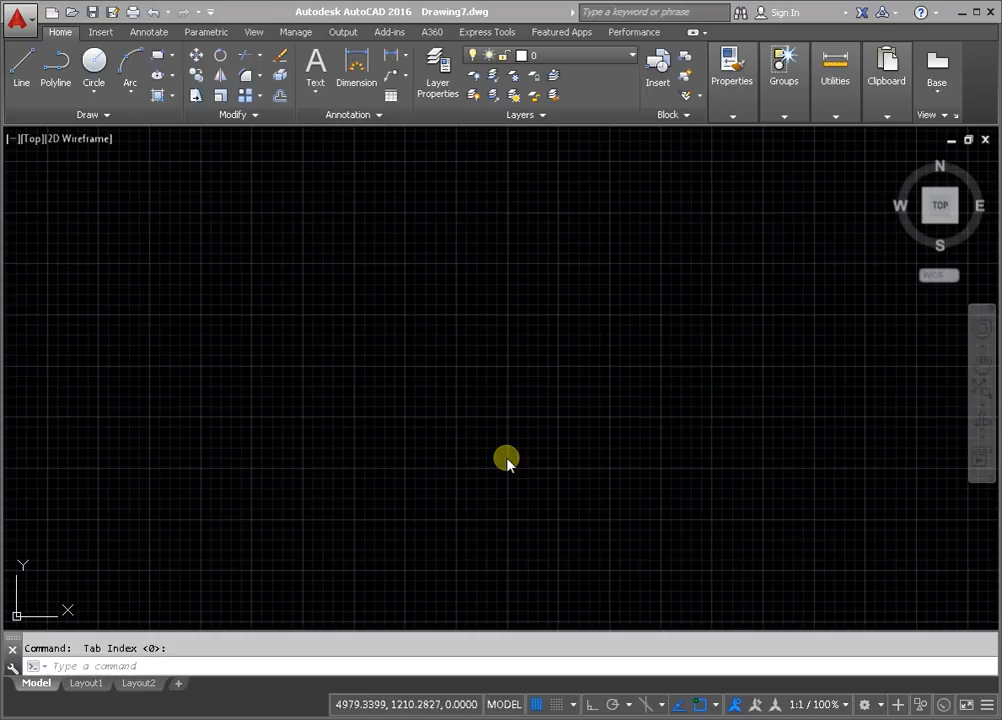 Autodesk AutoCAD 2016 Drawing7.dwg
Type a keyword or phrase
Sign In
Home Insert Annotate Parametric View Manage Output Add-ins A360 Express Tools Featured Apps Performance
Line Polyline Circle Arc
Text Dimension
Layer Properties
0
Insert
Properties Groups Utilities Clipboard Base
Draw Modify Annotation Layers Block View
[−][Top][2D Wireframe]
N
W TOP E
S
WCS
Y
X
Command: Tab Index <0>:
Type a command
Model Layout1 Layout2 +
4979.3399, 1210.2827, 0.0000 MODEL 1:1 / 100%